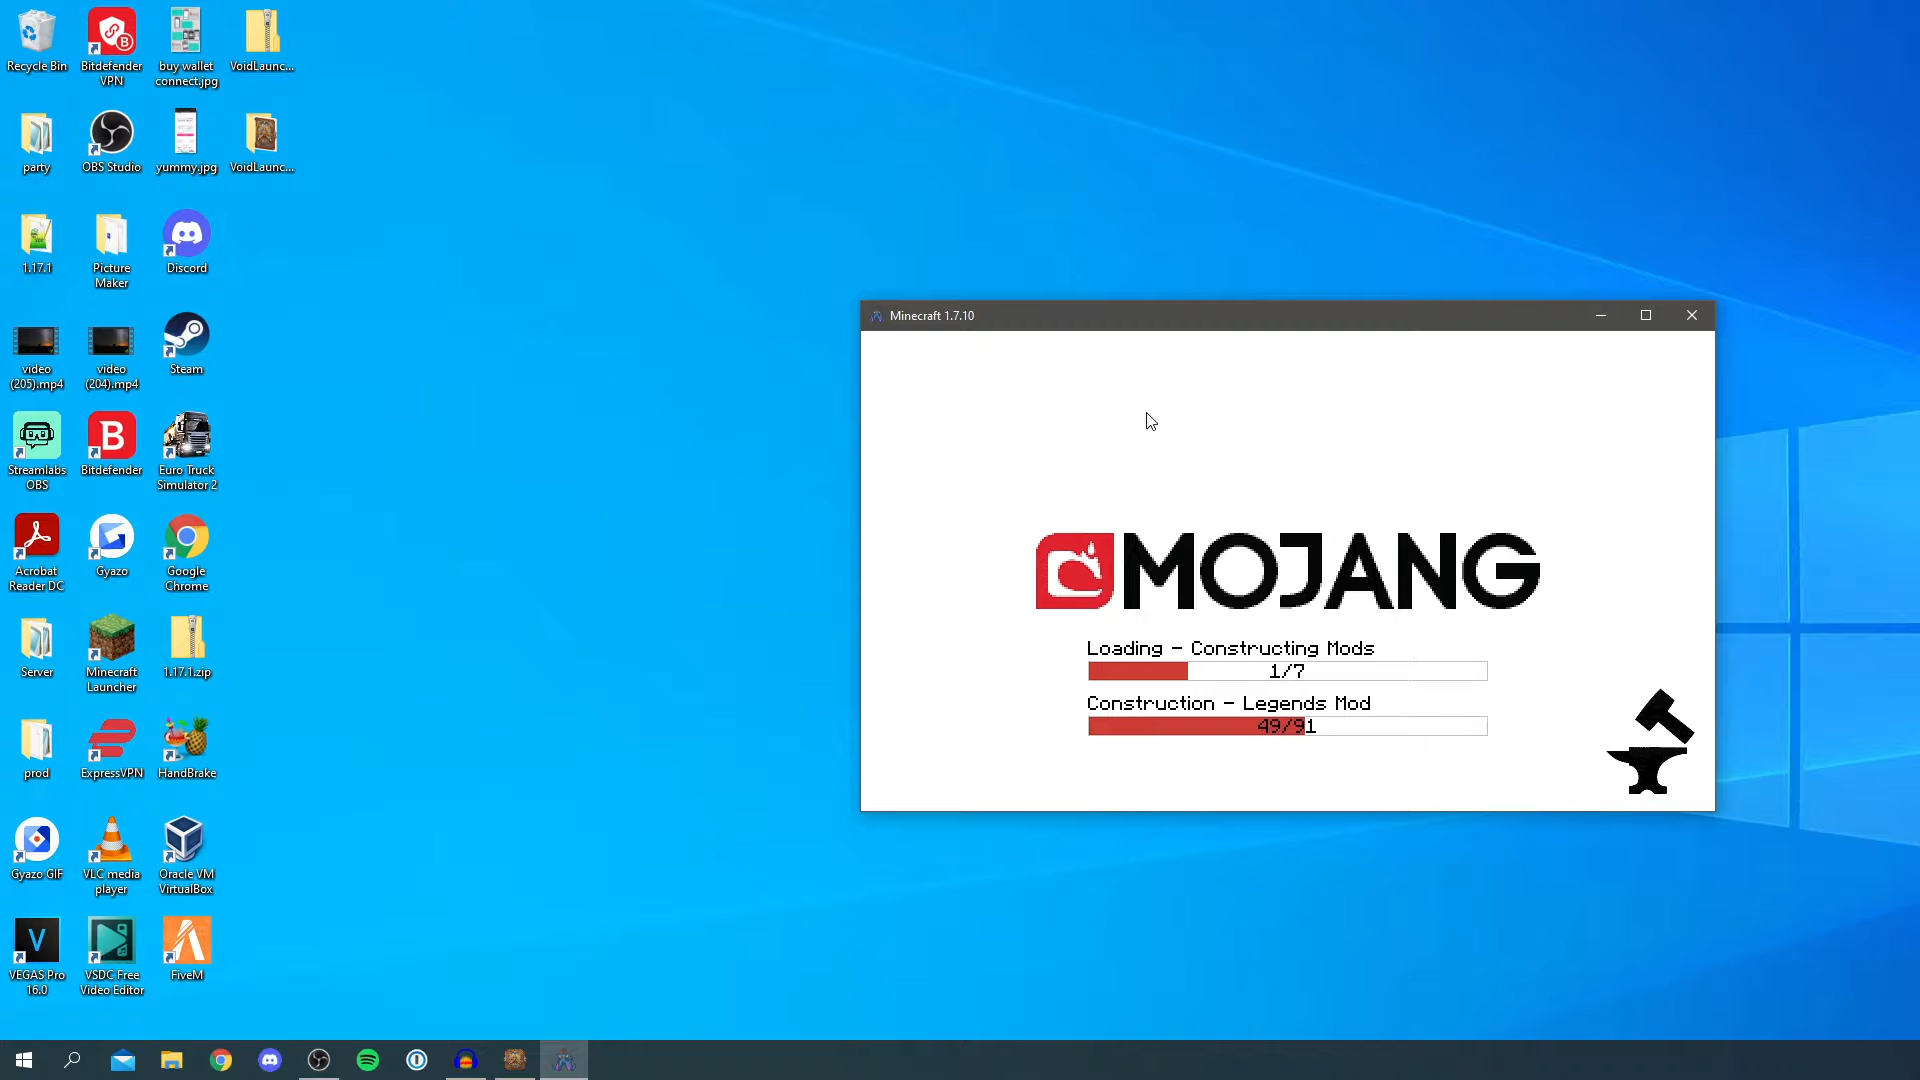 Recycle Bin
Bitdefender
VPN
buy wallet
connect.jpg
VoidLaunc...
party
OBS Studio
yummy.jpg
VoidLaunc...
1.17.1
Picture
Maker
Discord
video
(205).mp4
video
(204).mp4
Steam
Streamlabs
OBS
B
Bitdefender
Euro Truck
Simulator 2
Acrobat
Reader DC
Gyazo
Google
Chrome
Server
Minecraft
Launcher
1.17.1.zip
prod
ExpressVPN
HandBrake
Gyazo GIF
VLC media
player
Oracle VM
VirtualBox
V
VEGAS Pro
16.0
VSDC Free
Video Editor
FiveM
Minecraft 1.7.10
MOJANG
Loading - Constructing Mods
1/7
Construction - Legends Mod
49/91